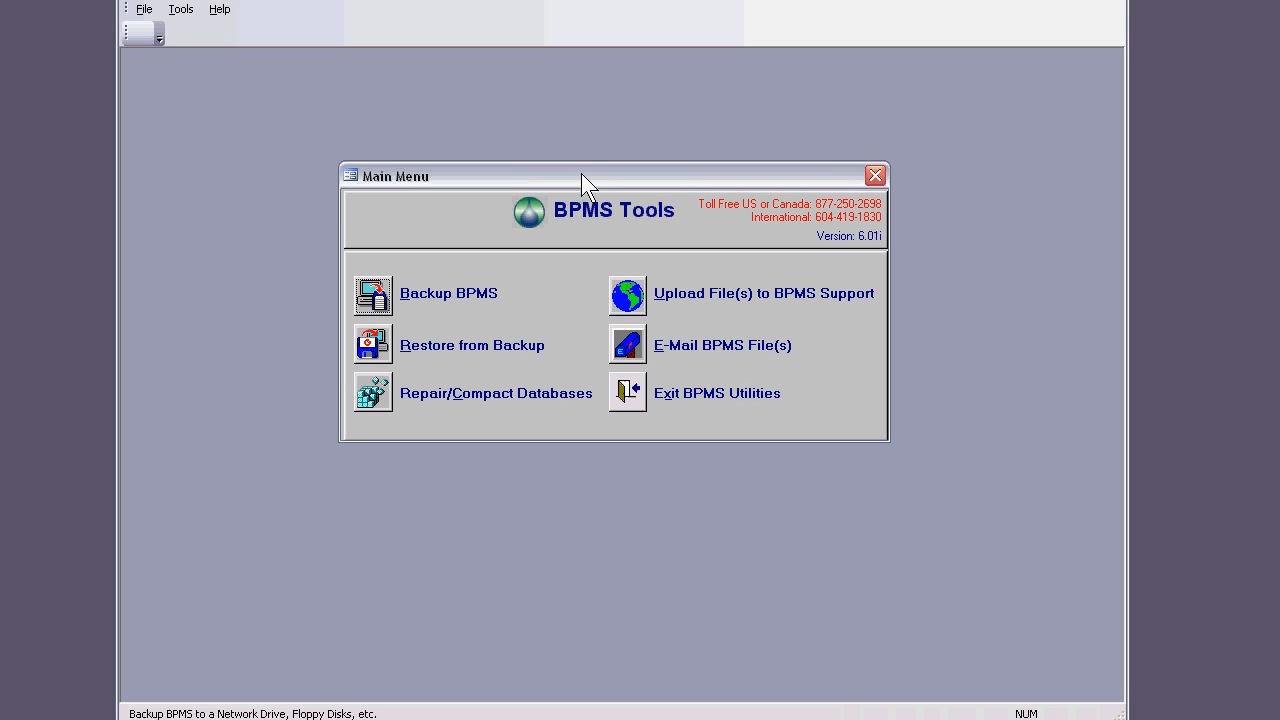 File Tools Help
Main Menu
BPMS Tools
Toll Free US or Canada: 877-250-2698
International: 604-419-1830
Version: 6.01i
Backup BPMS
Upload File(s) to BPMS Support
Restore from Backup
E-Mail BPMS File(s)
Repair/Compact Databases
Exit BPMS Utilities
Backup BPMS to a Network Drive, Floppy Disks, etc.
NUM